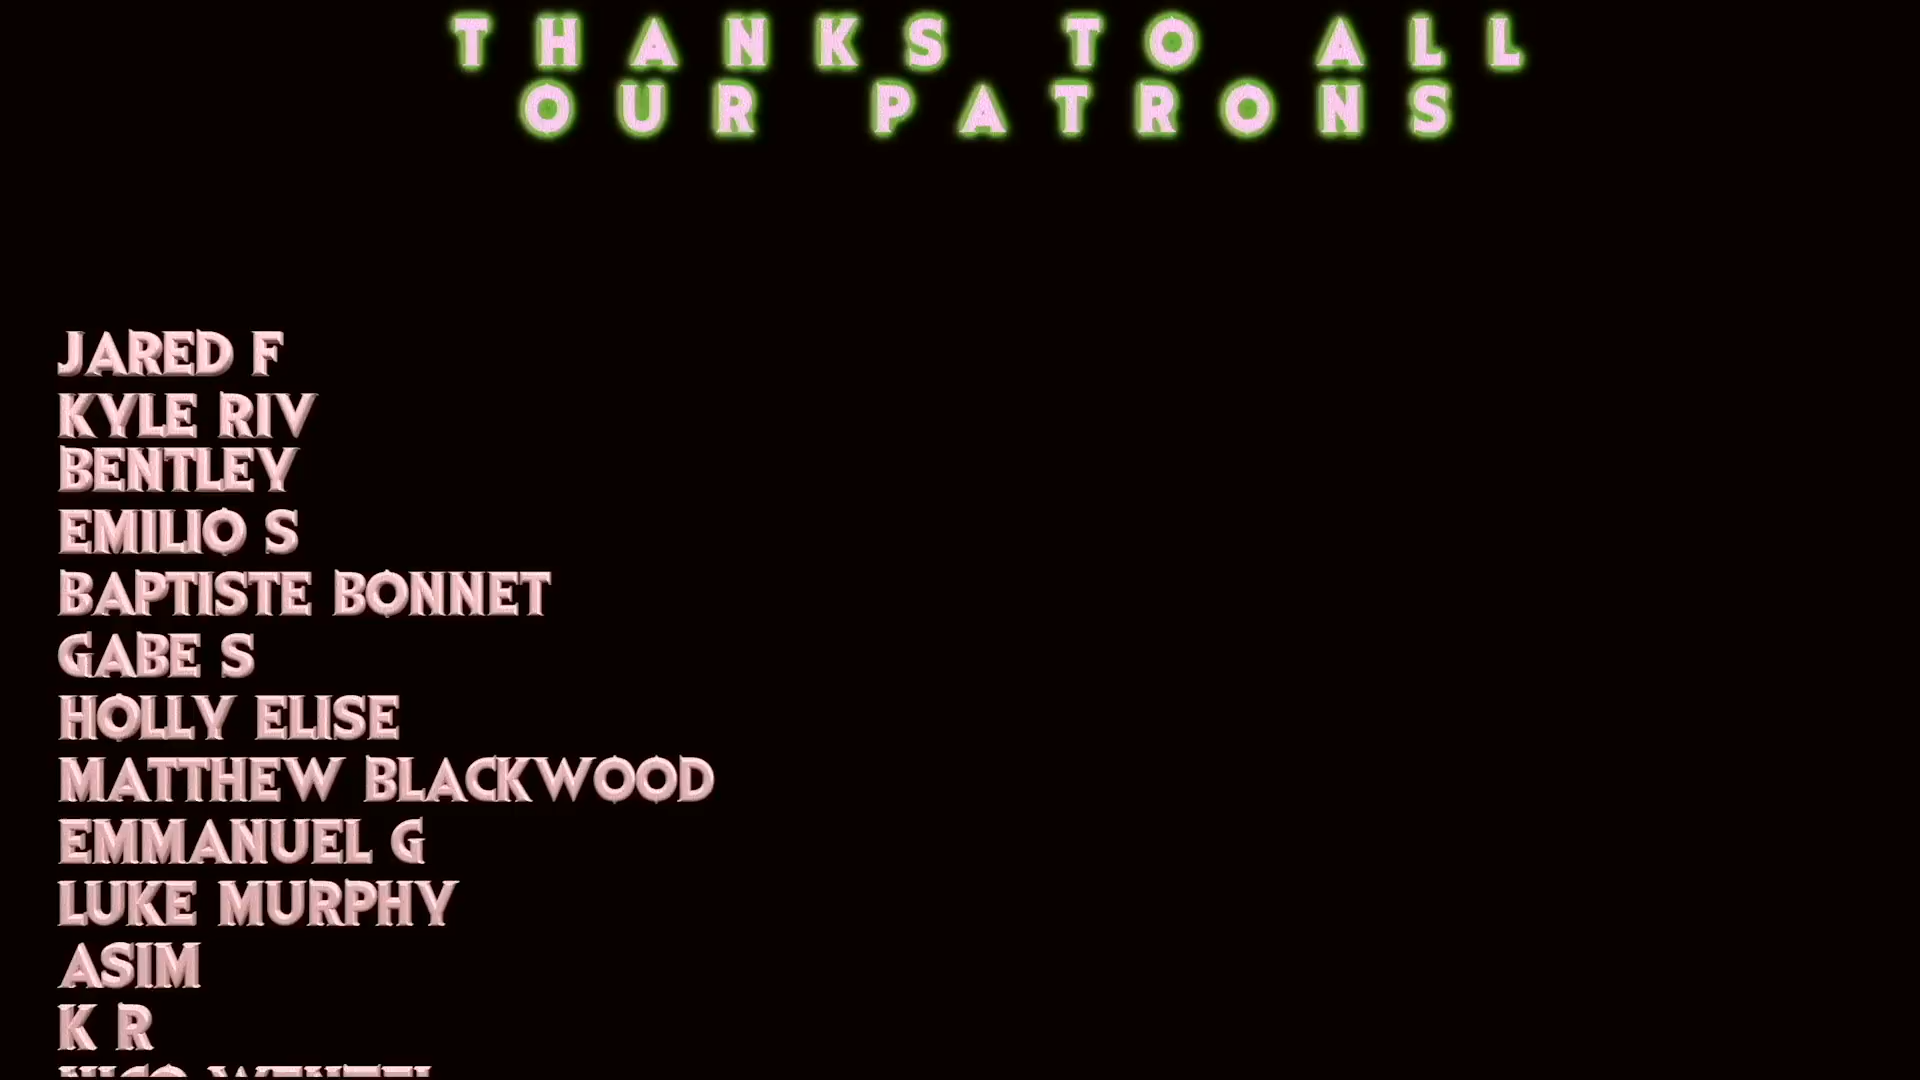 THANKS TO ALL
OUR PATRONS
JARED F
KYLE RIV
BENTLEY
EMILIO S
BAPTISTE BONNET
GABE S
HOLLY ELISE
MATTHEW BLACKWOOD
EMMANUEL G
LUKE MURPHY
ASIM
K R